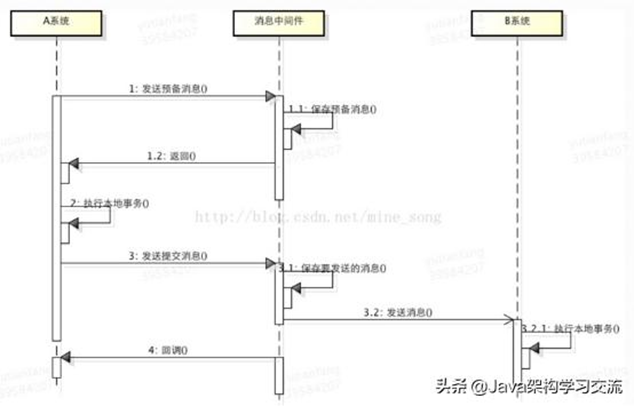 A系统
消息中间件
B系统
1: 发送预备消息()
1.1: 保存预备消息()
1.2: 返回()
2: 执行本地事务()
http://blog.csdn.net/mine_song
3: 发送提交消息()
3.1: 保存要发送的消息()
3.2: 发送消息()
3.2.1: 执行本地事务()
4: 回调()
头条 @Java架构学习交流